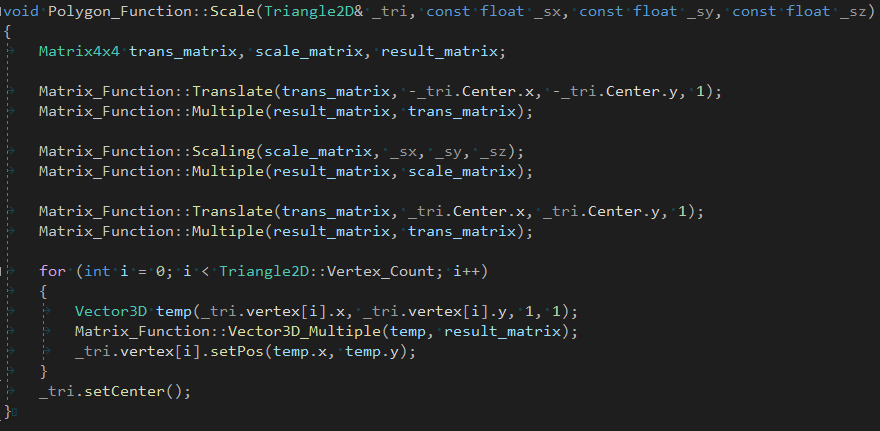 void Polygon_Function::Scale(Triangle2D& _tri, const float _sx, const float _sy, const float _sz)
{
Matrix4x4 trans_matrix, scale_matrix, result_matrix;
Matrix_Function::Translate(trans_matrix, -_tri.Center.x, -_tri.Center.y, 1);
Matrix_Function::Multiple(result_matrix, trans_matrix);
Matrix_Function::Scaling(scale_matrix, _sx, _sy, _sz);
Matrix_Function::Multiple(result_matrix, scale_matrix);
Matrix_Function::Translate(trans_matrix, _tri.Center.x, _tri.Center.y, 1);
Matrix_Function::Multiple(result_matrix, trans_matrix);
for (int i = 0; i < Triangle2D::Vertex_Count; i++)
{
Vector3D temp(_tri.vertex[i].x, _tri.vertex[i].y, 1, 1);
Matrix_Function::Vector3D_Multiple(temp, result_matrix);
_tri.vertex[i].setPos(temp.x, temp.y);
}
_tri.setCenter();
}